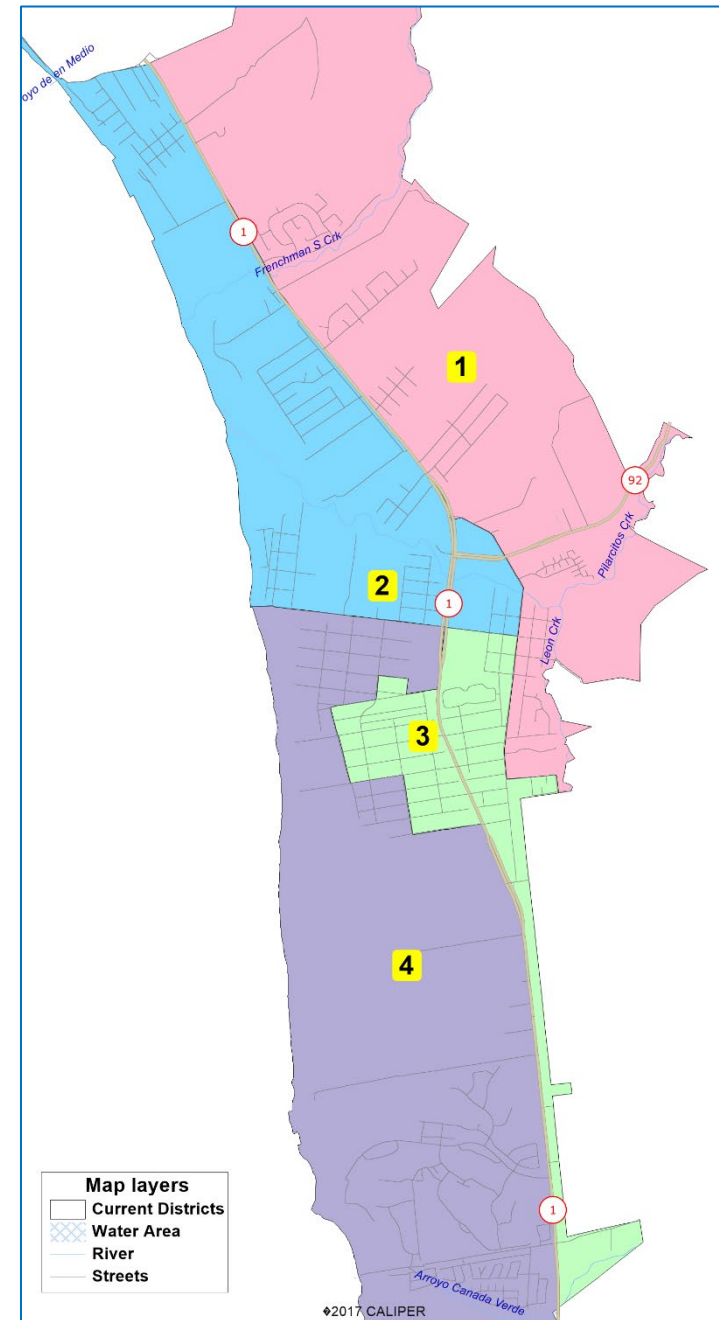 oyo de en Medio
1
Frenchman S Crk
1
92
Pilarcitos Crk
2
1
Leon Crk
3
4
1
Map layers
Current Districts
Water Area
River
Streets
Arroyo Canada Verde
�2017 CALIPER